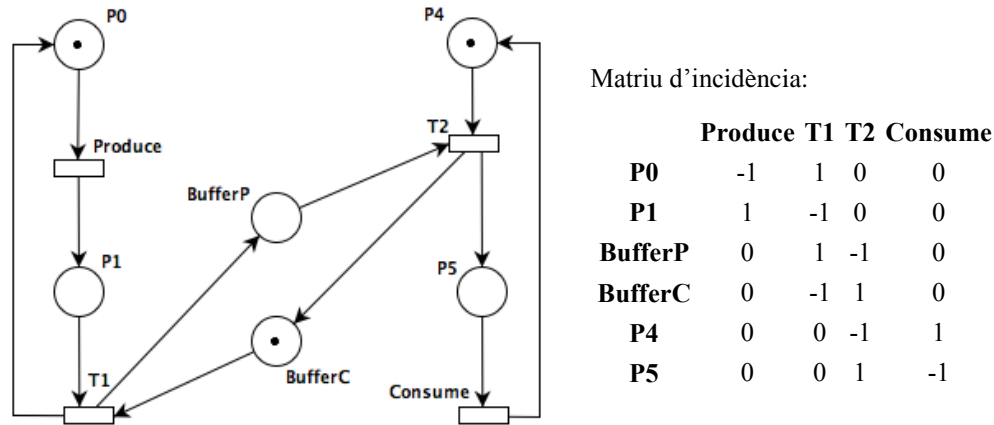 P0
P4
T2
Produce
BufferP
P1
P5
BufferC
T1
Consume
Matriu d’incidència:
Produce T1 T2 Consume
P0 -1 1 0 0
P1 1 -1 0 0
BufferP 0 1 -1 0
BufferC 0 -1 1 0
P4 0 0 -1 1
P5 0 0 1 -1